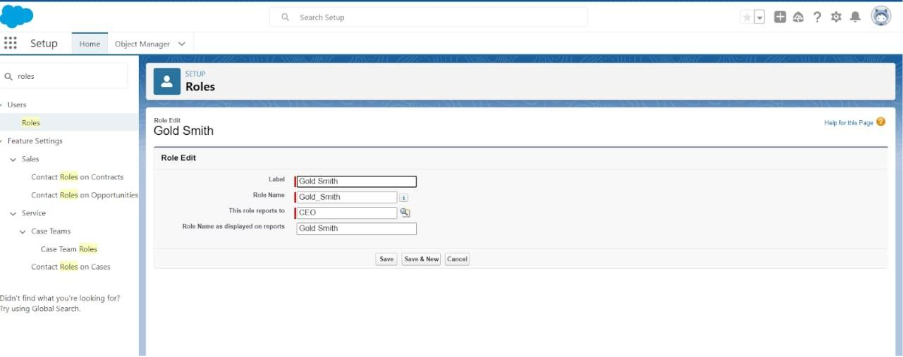 Search Setup
Setup
Home
Object Manager
roles
Users
Roles
Feature Settings
Sales
Contact Roles on Contracts
Contact Roles on Opportunities
Service
Case Teams
Case Team Roles
Contact Roles on Cases
Didn't find what you're looking for?
Try using Global Search.
SETUP
Roles
Role Edit
Gold Smith
Help for this Page
Role Edit
Label Gold Smith
Role Name Gold_Smith
This role reports to CEO
Role Name as displayed on reports Gold Smith
Save Save & New Cancel